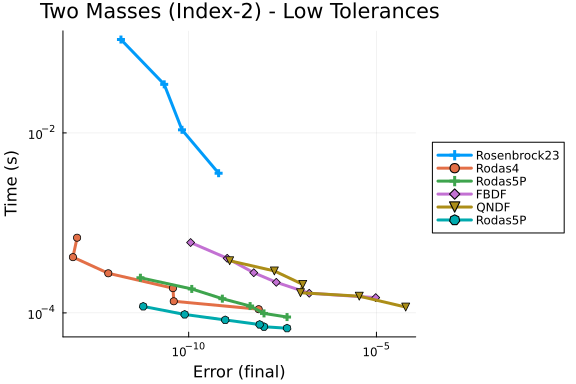 Two Masses (Index-2) - Low Tolerances
Time (s)
10⁻²
10⁻⁴
10⁻¹⁰
10⁻⁵
Error (final)
Rosenbrock23
Rodas4
Rodas5P
FBDF
QNDF
Rodas5P